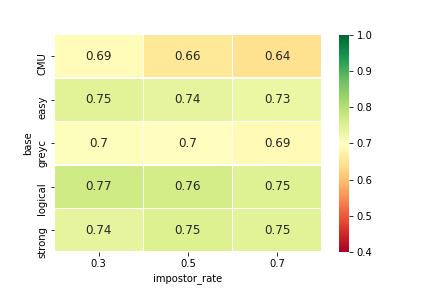 CMU 0.69 0.66 0.64
easy 0.75 0.74 0.73
greyc 0.7 0.7 0.69
logical 0.77 0.76 0.75
strong 0.74 0.75 0.75
base
0.3 0.5 0.7
impostor_rate
1.0
0.9
0.8
0.7
0.6
0.5
0.4